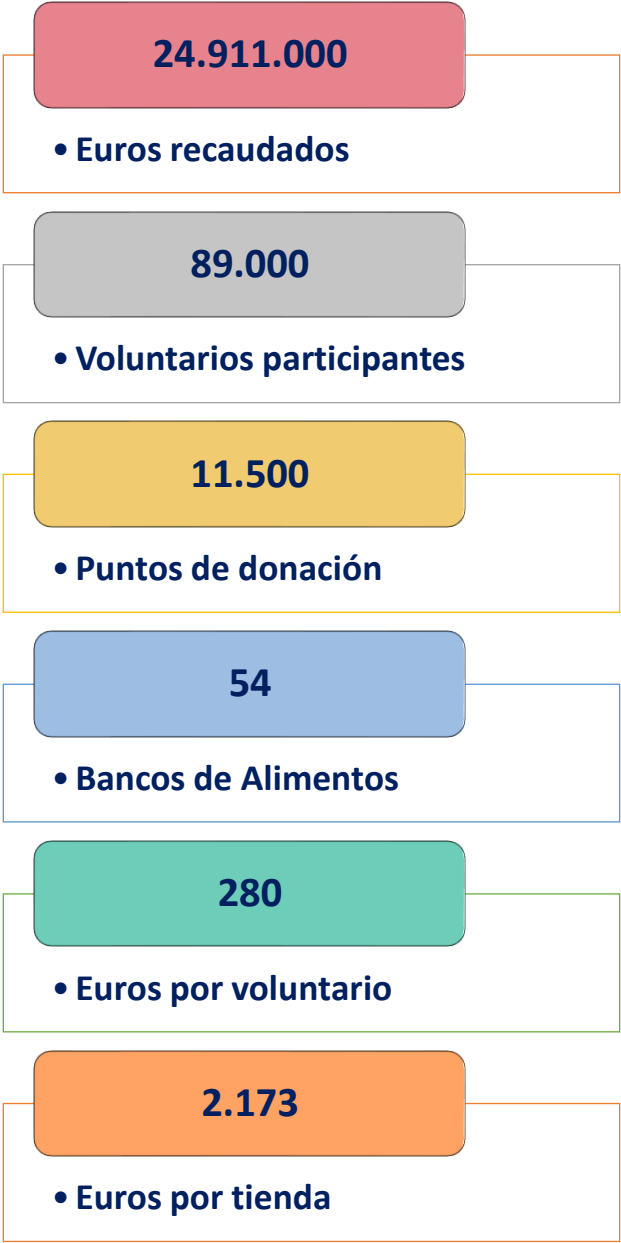 24.911.000
• Euros recaudados
89.000
• Voluntarios participantes
11.500
• Puntos de donación
54
• Bancos de Alimentos
280
• Euros por voluntario
2.173
• Euros por tienda